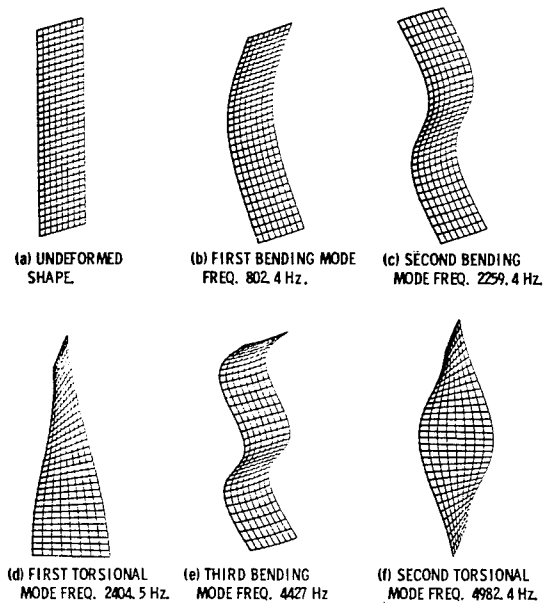 (a) UNDEFORMED
SHAPE.
(b) FIRST BENDING MODE
FREQ. 802.4 Hz.
(c) SECOND BENDING
MODE FREQ. 2259.4 Hz.
(d) FIRST TORSIONAL
MODE FREQ. 2404.5 Hz.
(e) THIRD BENDING
MODE FREQ. 4427 Hz
(f) SECOND TORSIONAL
MODE FREQ. 4982.4 Hz.